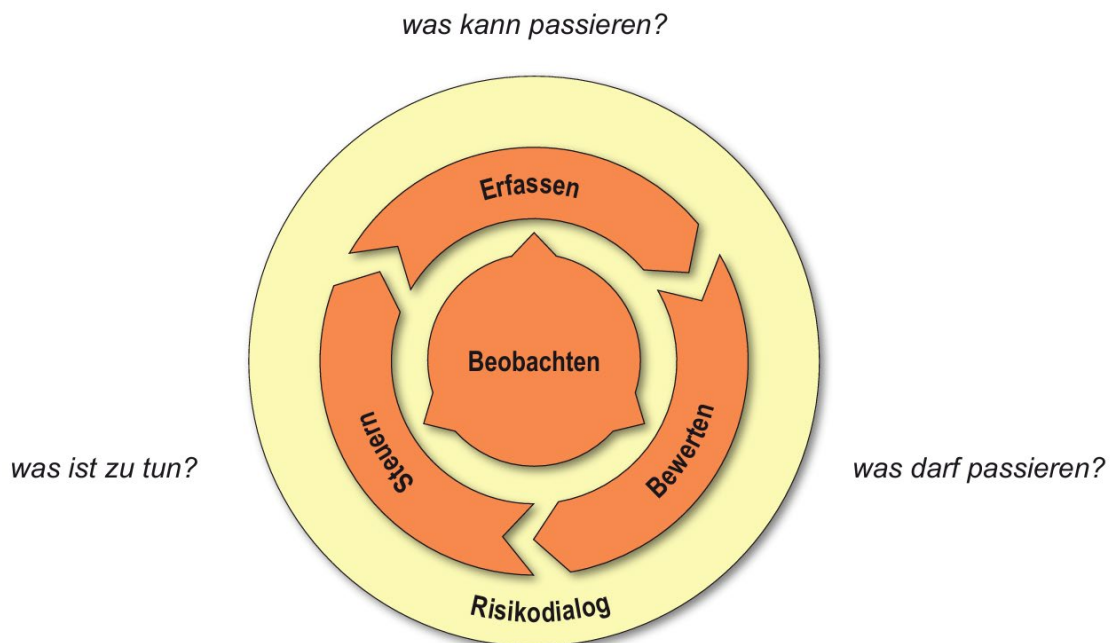 was kann passieren?
Erfassen
Beobachten
Steuern
Bewerten
was ist zu tun?
was darf passieren?
Risikodialog